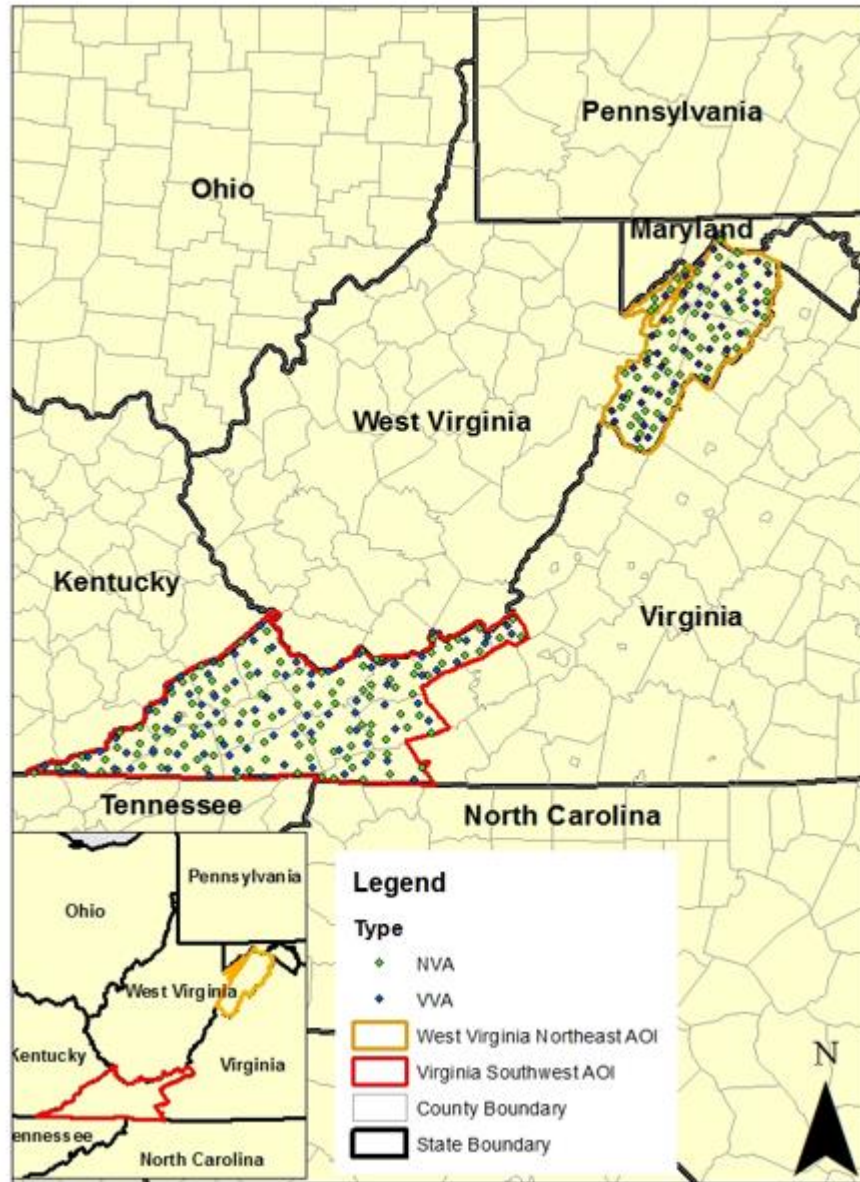 Pennsylvania
Ohio
Maryland
West Virginia
Kentucky
Virginia
Tennessee
North Carolina
Pennsylvania
Ohio
West Virginia
Kentucky
Virginia
ennessee
North Carolina
Legend
Type
NVA
VVA
West Virginia Northeast AOI
Virginia Southwest AOI
County Boundary
State Boundary
N